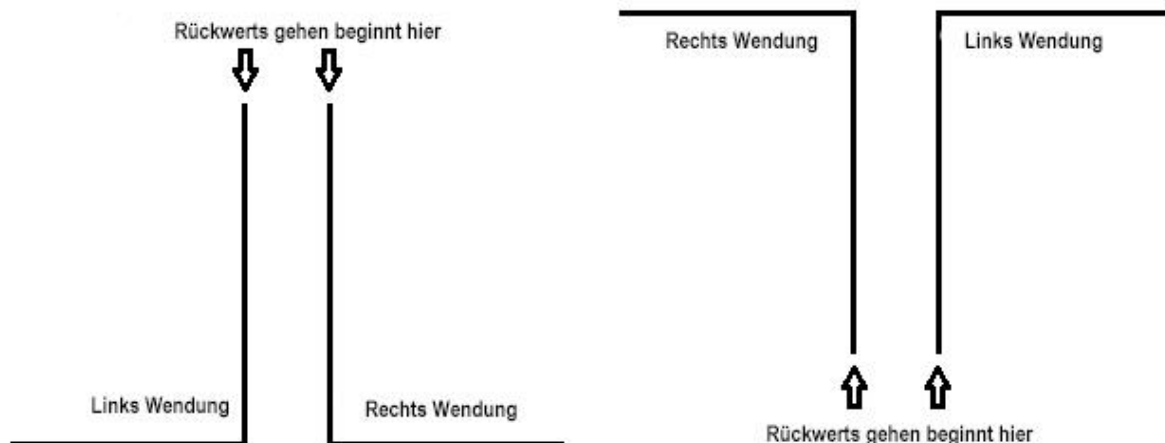 Rückwerts gehen beginnt hier
Links Wendung
Rechts Wendung
Rechts Wendung
Links Wendung
Rückwerts gehen beginnt hier